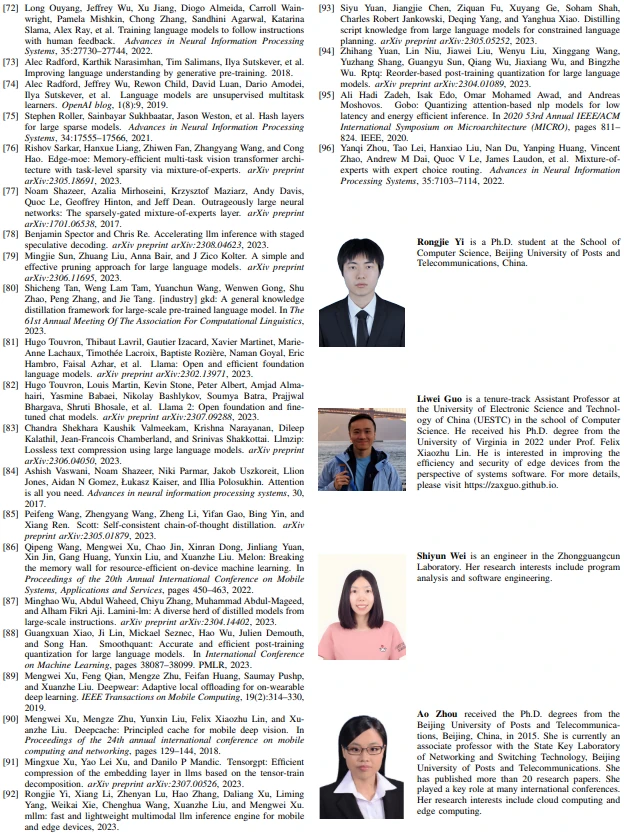 [72] Long Ouyang, Jeffrey Wu, Xu Jiang, Diogo Almeida, Carroll Wain-
wright, Pamela Mishkin, Chong Zhang, Sandhini Agarwal, Katarina
Slama, Alex Ray, et al. Training language models to follow instructions
with human feedback. Advances in Neural Information Processing
Systems, 35:27730–27744, 2022.
[73] Alec Radford, Karthik Narasimhan, Tim Salimans, Ilya Sutskever, et al.
Improving language understanding by generative pre-training. 2018.
[74] Alec Radford, Jeffrey Wu, Rewon Child, David Luan, Dario Amodei,
Ilya Sutskever, et al. Language models are unsupervised multitask
learners. OpenAI blog, 1(8):9, 2019.
[75] Stephen Roller, Sainbayar Sukhbaatar, Jason Weston, et al. Hash layers
for large sparse models. Advances in Neural Information Processing
Systems, 34:17555–17566, 2021.
[76] Rishov Sarkar, Hanxue Liang, Zhiwen Fan, Zhangyang Wang, and Cong
Hao. Edge-moe: Memory-efficient multi-task vision transformer archi-
tecture with task-level sparsity via mixture-of-experts. arXiv preprint
arXiv:2305.18691, 2023.
[77] Noam Shazeer, Azalia Mirhoseini, Krzysztof Maziarz, Andy Davis,
Quoc Le, Geoffrey Hinton, and Jeff Dean. Outrageously large neural
networks: The sparsely-gated mixture-of-experts layer. arXiv preprint
arXiv:1701.06538, 2017.
[78] Benjamin Spector and Chris Re. Accelerating llm inference with staged
speculative decoding. arXiv preprint arXiv:2308.04623, 2023.
[79] Mingjie Sun, Zhuang Liu, Anna Bair, and J Zico Kolter. A simple and
effective pruning approach for large language models. arXiv preprint
arXiv:2306.11695, 2023.
[80] Shicheng Tan, Weng Lam Tam, Yuanchun Wang, Wenwen Gong, Shu
Zhao, Peng Zhang, and Jie Tang. [industry] gkd: A general knowledge
distillation framework for large-scale pre-trained language model. In The
61st Annual Meeting Of The Association For Computational Linguistics,
2023.
[81] Hugo Touvron, Thibaut Lavril, Gautier Izacard, Xavier Martinet, Marie-
Anne Lachaux, Timothée Lacroix, Baptiste Rozière, Naman Goyal, Eric
Hambro, Faisal Azhar, et al. Llama: Open and efficient foundation
language models. arXiv preprint arXiv:2302.13971, 2023.
[82] Hugo Touvron, Louis Martin, Kevin Stone, Peter Albert, Amjad Alma-
hairi, Yasmine Babaei, Nikolay Bashlykov, Soumya Batra, Prajjwal
Bhargava, Shruti Bhosale, et al. Llama 2: Open foundation and fine-
tuned chat models. arXiv preprint arXiv:2307.09288, 2023.
[83] Chandra Shekhara Kaushik Valmeekam, Krishna Narayanan, Dileep
Kalathil, Jean-Francois Chamberland, and Srinivas Shakkottai. Llmzip:
Lossless text compression using large language models. arXiv preprint
arXiv:2306.04050, 2023.
[84] Ashish Vaswani, Noam Shazeer, Niki Parmar, Jakob Uszkoreit, Llion
Jones, Aidan N Gomez, Łukasz Kaiser, and Illia Polosukhin. Attention
is all you need. Advances in neural information processing systems, 30,
2017.
[85] Peifeng Wang, Zhengyang Wang, Zheng Li, Yifan Gao, Bing Yin, and
Xiang Ren. Scott: Self-consistent chain-of-thought distillation. arXiv
preprint arXiv:2305.01879, 2023.
[86] Qipeng Wang, Mengwei Xu, Chao Jin, Xinran Dong, Jinliang Yuan,
Xin Jin, Gang Huang, Yunxin Liu, and Xuanzhe Liu. Melon: Breaking
the memory wall for resource-efficient on-device machine learning. In
Proceedings of the 20th Annual International Conference on Mobile
Systems, Applications and Services, pages 450–463, 2022.
[87] Minghao Wu, Abdul Waheed, Chiyu Zhang, Muhammad Abdul-Mageed,
and Alham Fikri Aji. Lamini-lm: A diverse herd of distilled models from
large-scale instructions. arXiv preprint arXiv:2304.14402, 2023.
[88] Guangxuan Xiao, Ji Lin, Mickael Seznec, Hao Wu, Julien Demouth,
and Song Han. Smoothquant: Accurate and efficient post-training
quantization for large language models. In International Conference
on Machine Learning, pages 38087–38099. PMLR, 2023.
[89] Mengwei Xu, Feng Qian, Mengze Zhu, Feifan Huang, Saumay Pushp,
and Xuanzhe Liu. Deepwear: Adaptive local offloading for on-wearable
deep learning. IEEE Transactions on Mobile Computing, 19(2):314–330,
2019.
[90] Mengwei Xu, Mengze Zhu, Yunxin Liu, Felix Xiaozhu Lin, and Xu-
anzhe Liu. Deepcache: Principled cache for mobile deep vision. In
Proceedings of the 24th annual international conference on mobile
computing and networking, pages 129–144, 2018.
[91] Mingxue Xu, Yao Lei Xu, and Danilo P Mandic. Tensorgpt: Efficient
compression of the embedding layer in llms based on the tensor-train
decomposition. arXiv preprint arXiv:2307.00526, 2023.
[92] Rongjie Yi, Xiang Li, Zhenyan Lu, Hao Zhang, Daliang Xu, Liming
Yang, Weikai Xie, Chenghua Wang, Xuanzhe Liu, and Mengwei Xu.
mllm: fast and lightweight multimodal llm inference engine for mobile
and edge devices, 2023.
[93] Siyu Yuan, Jiangjie Chen, Ziquan Fu, Xuyang Ge, Soham Shah,
Charles Robert Jankowski, Deqing Yang, and Yanghua Xiao. Distilling
script knowledge from large language models for constrained language
planning. arXiv preprint arXiv:2305.05252, 2023.
[94] Zhihang Yuan, Lin Niu, Jiawei Liu, Wenyu Liu, Xinggang Wang,
Yuzhang Shang, Guangyu Sun, Qiang Wu, Jiaxiang Wu, and Bingzhe
Wu. Rptq: Reorder-based post-training quantization for large language
models. arXiv preprint arXiv:2304.01089, 2023.
[95] Ali Hadi Zadeh, Isak Edo, Omar Mohamed Awad, and Andreas
Moshovos. Gobo: Quantizing attention-based nlp models for low
latency and energy efficient inference. In 2020 53rd Annual IEEE/ACM
International Symposium on Microarchitecture (MICRO), pages 811–
824. IEEE, 2020.
[96] Yanqi Zhou, Tao Lei, Hanxiao Liu, Nan Du, Yanping Huang, Vincent
Zhao, Andrew M Dai, Quoc V Le, James Laudon, et al. Mixture-of-
experts with expert choice routing. Advances in Neural Information
Processing Systems, 35:7103–7114, 2022.
Rongjie Yi is a Ph.D. student at the School of
Computer Science, Beijing University of Posts and
Telecommunications, China.
Liwei Guo is a tenure-track Assistant Professor at
the University of Electronic Science and Technol-
ogy of China (UESTC) in the school of Computer
Science. He received his Ph.D. degree from the
University of Virginia in 2022 under Prof. Felix
Xiaozhu Lin. He is interested in improving the
efficiency and security of edge devices from the
perspective of systems software. For more details,
please visit https://zaxguo.github.io.
Shiyun Wei is an engineer in the Zhongguangcun
Laboratory. Her research interests include program
analysis and software engineering.
Ao Zhou received the Ph.D. degrees from the
Beijing University of Posts and Telecommunica-
tions, Beijing, China, in 2015. She is currently an
associate professor with the State Key Laboratory
of Networking and Switching Technology, Beijing
University of Posts and Telecommunications. She
has published more than 20 research papers. She
played a key role at many international conferences.
Her research interests include cloud computing and
edge computing.